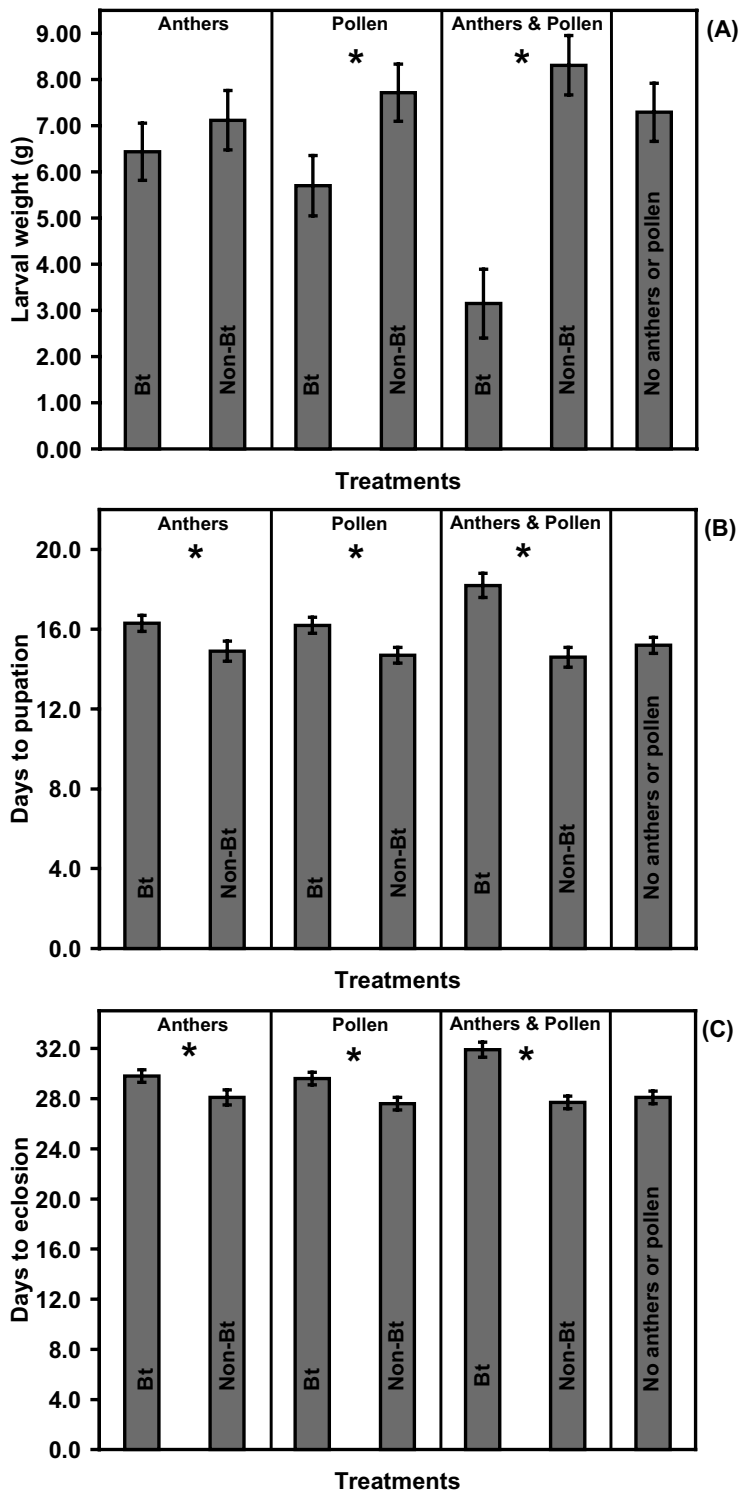 Anthers Pollen Anthers & Pollen (A)
* *
9.00
8.00
7.00
6.00
5.00
4.00
3.00
2.00
1.00
0.00
Larval weight (g)
Bt Non-Bt Bt Non-Bt Bt Non-Bt No anthers or pollen
Treatments
Anthers Pollen Anthers & Pollen (B)
* * *
20.0
16.0
12.0
8.0
4.0
0.0
Days to pupation
Bt Non-Bt Bt Non-Bt Bt Non-Bt No anthers or pollen
Treatments
Anthers Pollen Anthers & Pollen (C)
* * *
32.0
28.0
24.0
20.0
16.0
12.0
8.0
4.0
0.0
Days to eclosion
Bt Non-Bt Bt Non-Bt Bt Non-Bt No anthers or pollen
Treatments